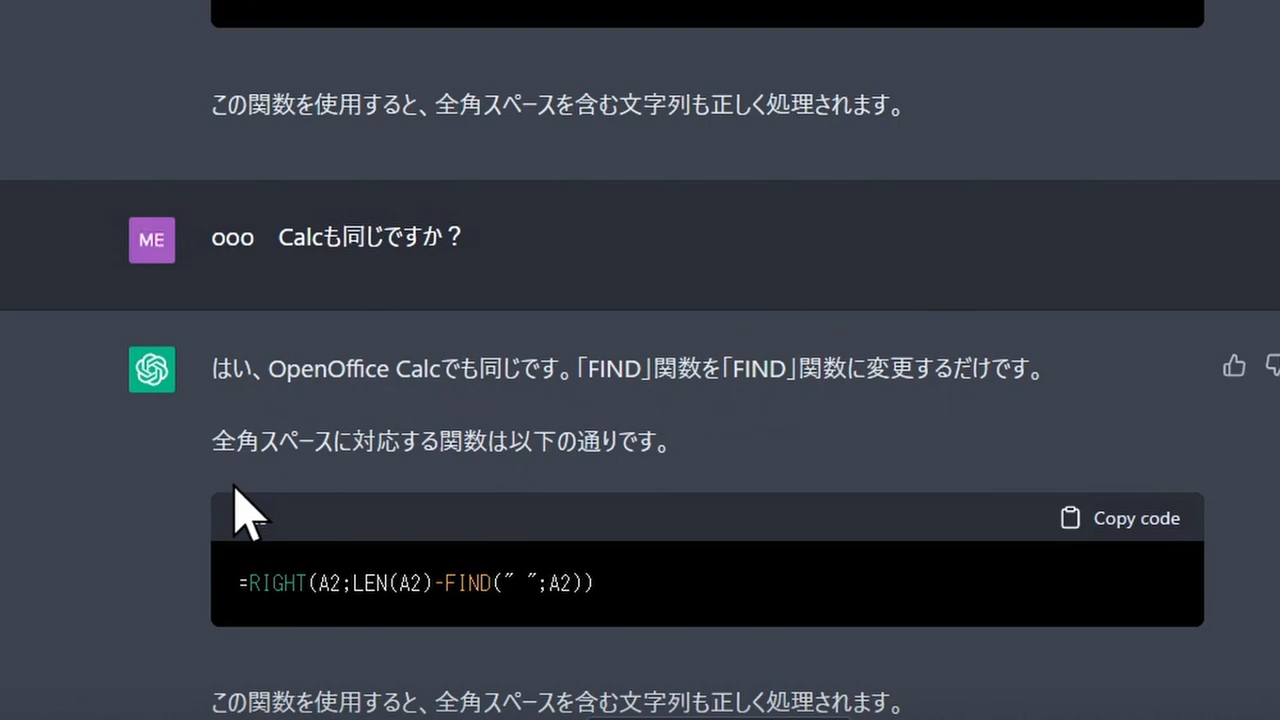 この関数を使用すると、全角スペースを含む文字列も正しく処理されます。
ME
ooo　Calcも同じですか？
はい、OpenOffice Calcでも同じです。「FIND」関数を「FIND」関数に変更するだけです。
全角スペースに対応する関数は以下の通りです。
Copy code
=RIGHT(A2;LEN(A2)-FIND("　";A2))
この関数を使用すると、全角スペースを含む文字列も正しく処理されます。